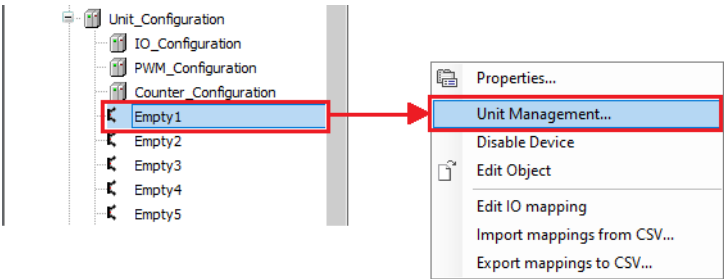 Unit_Configuration
IO_Configuration
PWM_Configuration
Counter_Configuration
Empty1
Empty2
Empty3
Empty4
Empty5
Properties...
Unit Management...
Disable Device
Edit Object
Edit IO mapping
Import mappings from CSV...
Export mappings to CSV...